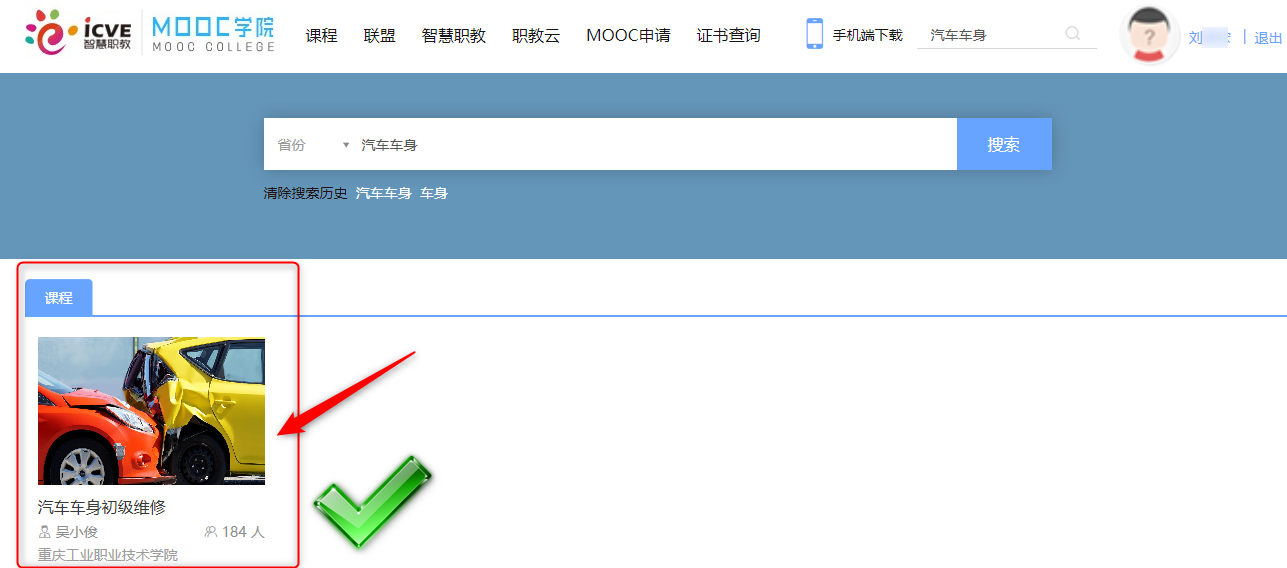 icve 智慧职教 MOOC学院 MOOC COLLEGE 课程 联盟 智慧职教 职教云 MOOC申请 证书查询 手机端下载 汽车车身 刘 | 退出
省份 汽车车身 搜索
清除搜索历史 汽车车身 车身
课程
汽车车身初级维修
吴小俊 184 人
重庆工业职业技术学院